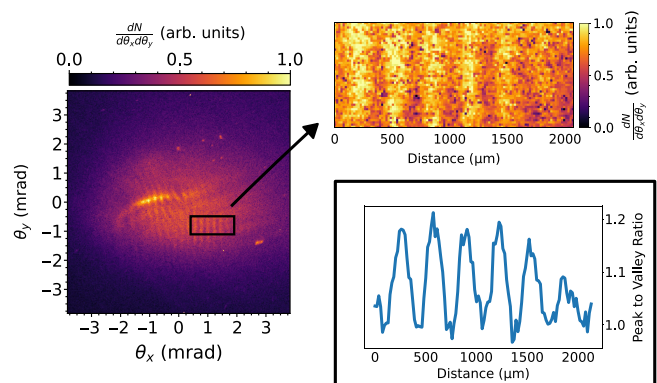 dN/dθₓdθᵧ (arb. units)
0.0 0.5 1.0
3
2
1
0
−1
−2
−3
θᵧ (mrad)
−3 −2 −1 0 1 2 3
θₓ (mrad)
0 500 1000 1500 2000
Distance (µm)
1.0
0.5
0.0
dN/dθₓdθᵧ (arb. units)
1.2
1.1
1.0
Peak to Valley Ratio
0 500 1000 1500 2000
Distance (µm)